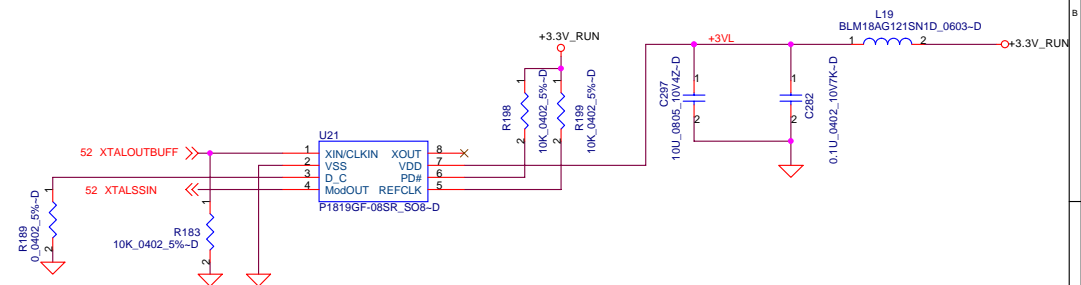 B
L19
BLM18AG121SN1D_0603~D
+3.3V_RUN
+3VL
1
2
+3.3V_RUN
1
C297
10U_0805_10V4Z~D
2
1
C282
0.1U_0402_10V7K~D
2
1
R198
10K_0402_5%~D
2
1
R199
10K_0402_5%~D
2
U21
52 XTALOUTBUFF
1 XIN/CLKIN XOUT 8
2 VSS VDD 7
3 D_C PD# 6
4 ModOUT REFCLK 5
52 XTALSSIN
P1819GF-08SR_SO8~D
1
R189
0_0402_5%~D
2
1
R183
10K_0402_5%~D
2